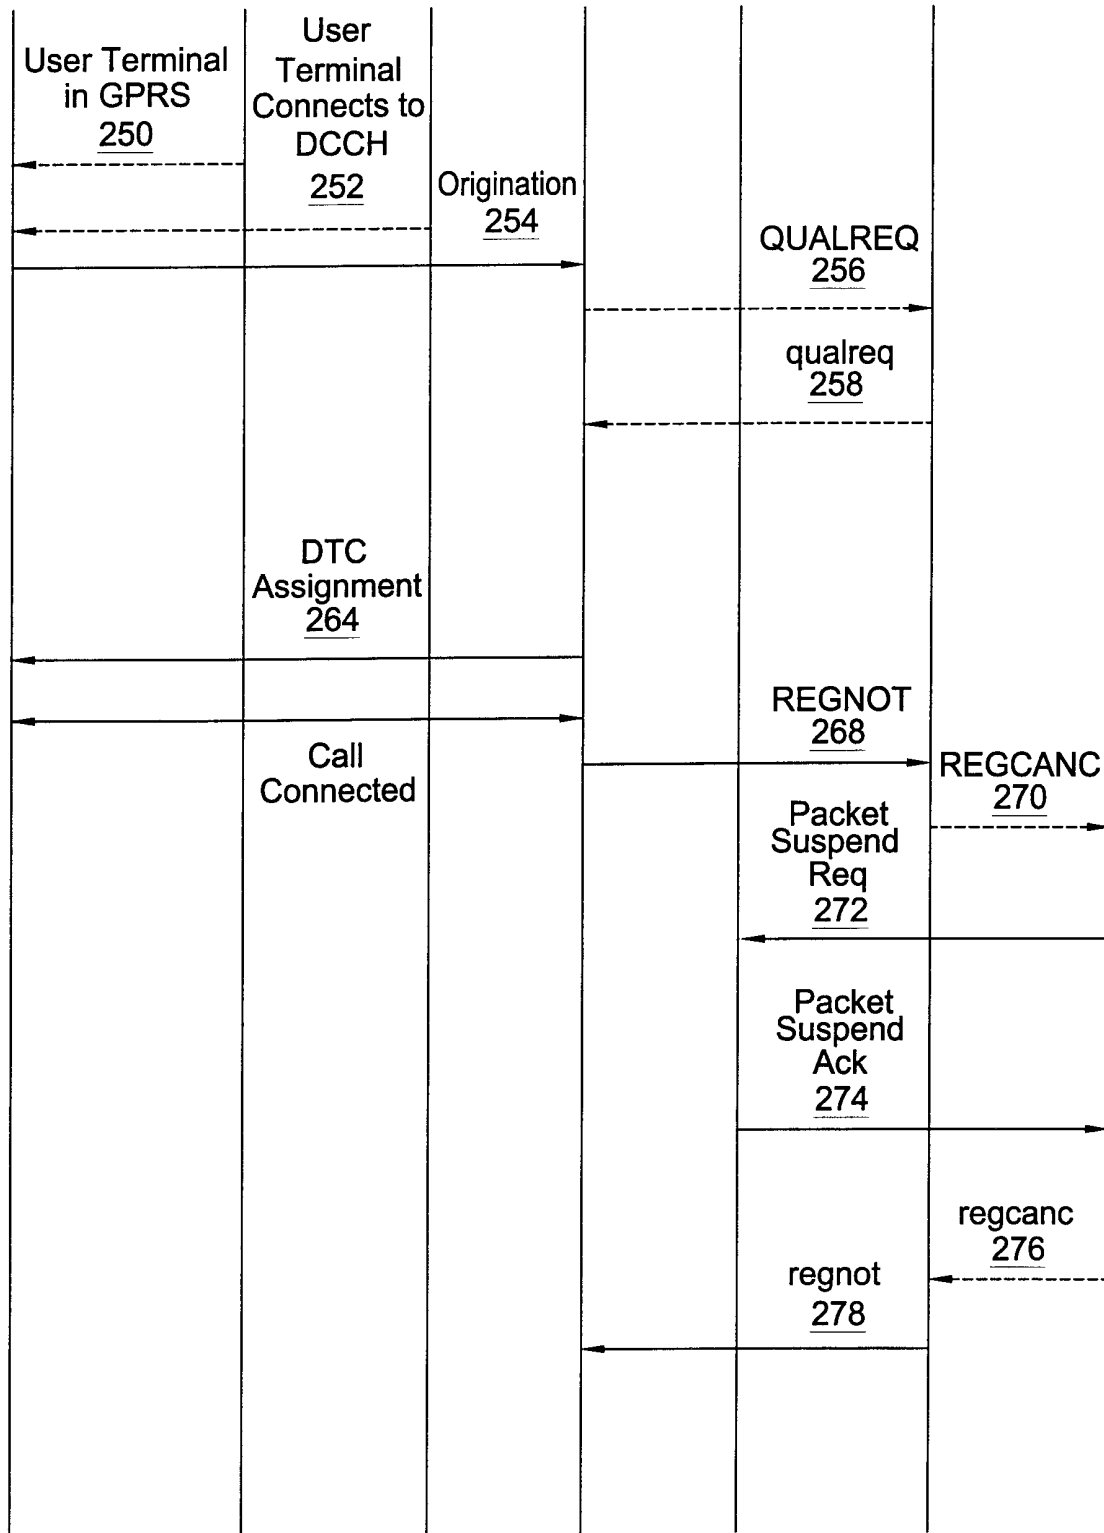 User Terminal
in GPRS
250
User
Terminal
Connects to
DCCH
252
Origination
254
QUALREQ
256
qualreq
258
DTC
Assignment
264
Call
Connected
REGNOT
268
REGCANC
270
Packet
Suspend
Req
272
Packet
Suspend
Ack
274
regcanc
276
regnot
278